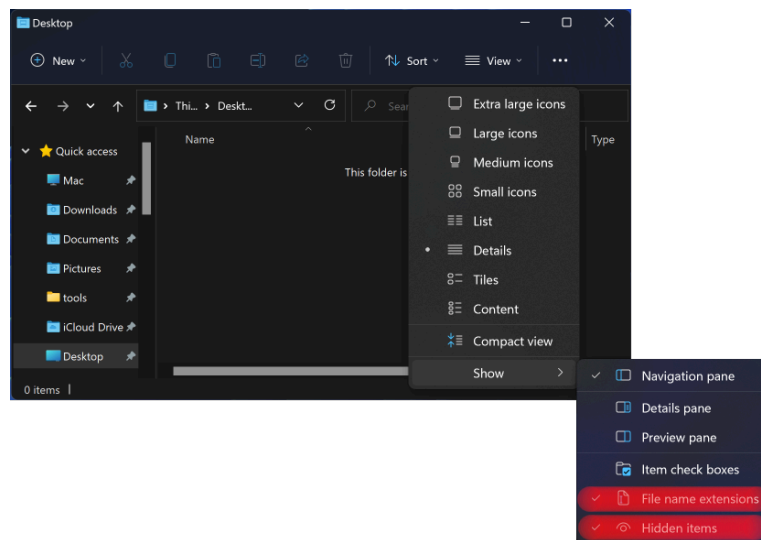 Desktop
New
Sort
View
Thi...
Deskt...
Sear
Name
Type
Quick access
Mac
Downloads
Documents
Pictures
tools
iCloud Drive
Desktop
This folder is
0 items
Extra large icons
Large icons
Medium icons
Small icons
List
Details
Tiles
Content
Compact view
Show
Navigation pane
Details pane
Preview pane
Item check boxes
File name extensions
Hidden items